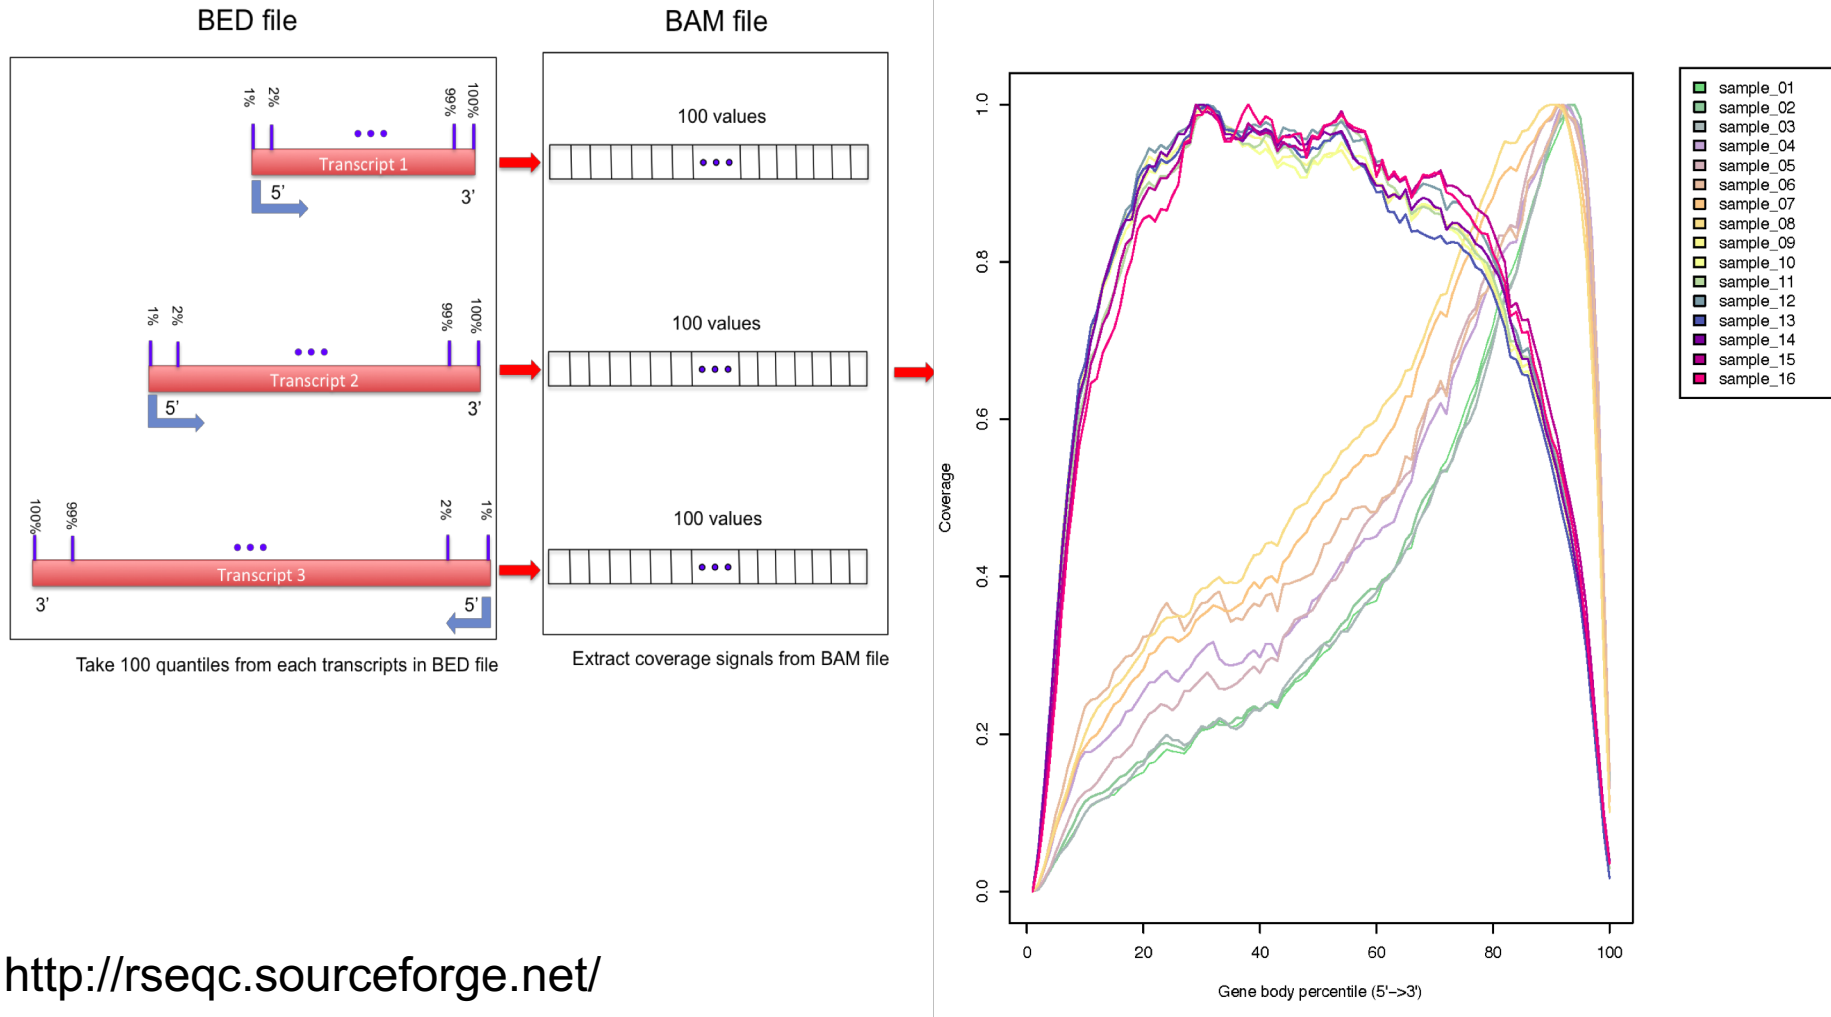 BED file
BAM file
1%
2%
99%
100%
Transcript 1
5’
3’
100 values
1%
2%
99%
100%
Transcript 2
5’
3’
100 values
100%
99%
2%
1%
Transcript 3
3’
5’
100 values
Take 100 quantiles from each transcripts in BED file
Extract coverage signals from BAM file
http://rseqc.sourceforge.net/
Coverage
1.0
0.8
0.6
0.4
0.2
0.0
0
20
40
60
80
100
Gene body percentile (5'->3')
sample_01
sample_02
sample_03
sample_04
sample_05
sample_06
sample_07
sample_08
sample_09
sample_10
sample_11
sample_12
sample_13
sample_14
sample_15
sample_16